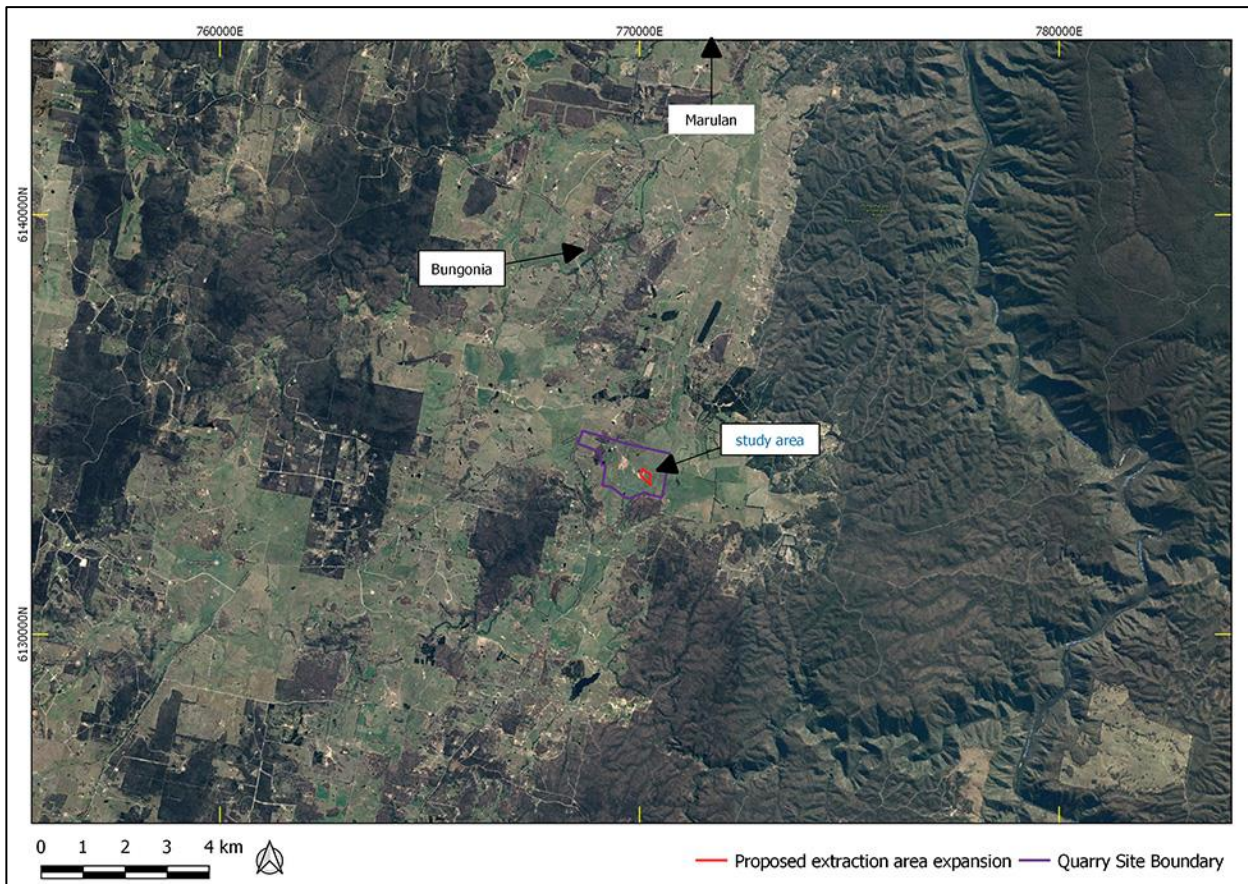 760000E 770000E 780000E
Marulan
6140000N
Bungonia
study area
6130000N
0 1 2 3 4 km
Proposed extraction area expansion Quarry Site Boundary